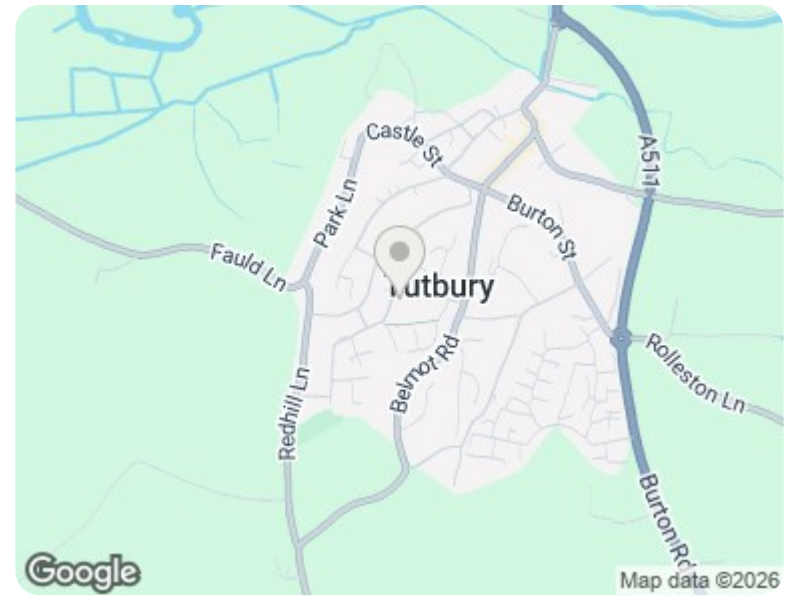 Castle St
A511
Park Ln
Burton St
Fauld Ln
Tutbury
Rolleston Ln
Belmot Rd
Redhill Ln
Burton Rd
Google
Map data ©2026